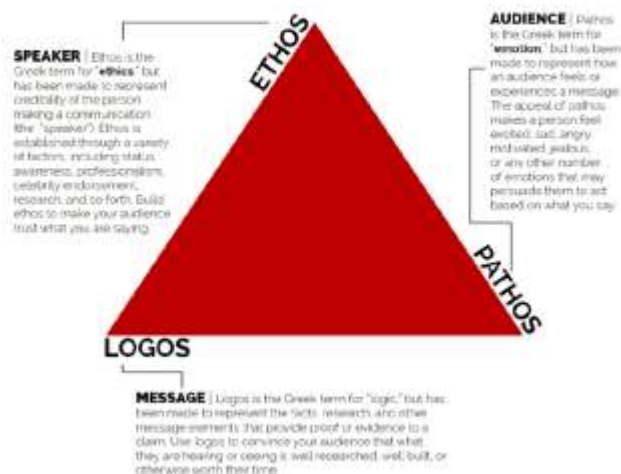 SPEAKER | Ethos is the
Greek term for "ethics" but
has been made to represent
credibility of the person
making a communication
(the "speaker") Ethos is
established through a variety
of factors, including status
awareness, professionalism,
celebrity endorsement,
research, and so forth. Build
ethos to make your audience
trust what you are saying.
ETHOS
AUDIENCE | Pathos
is the Greek term for
"emotion" but has been
made to represent how
an audience feels or
experiences a message.
The appeal of pathos
makes a person feel
excited, sad, angry,
motivated, jealous,
or any other number
of emotions that may
persuade them to act
based on what you say.
PATHOS
LOGOS
MESSAGE | Logos is the Greek term for "logic," but has
been made to represent the facts, research, and other
message elements that provide proof or evidence to a
claim. Use logos to convince your audience that what
they are hearing or seeing is well researched, well built, or
otherwise worth their time.